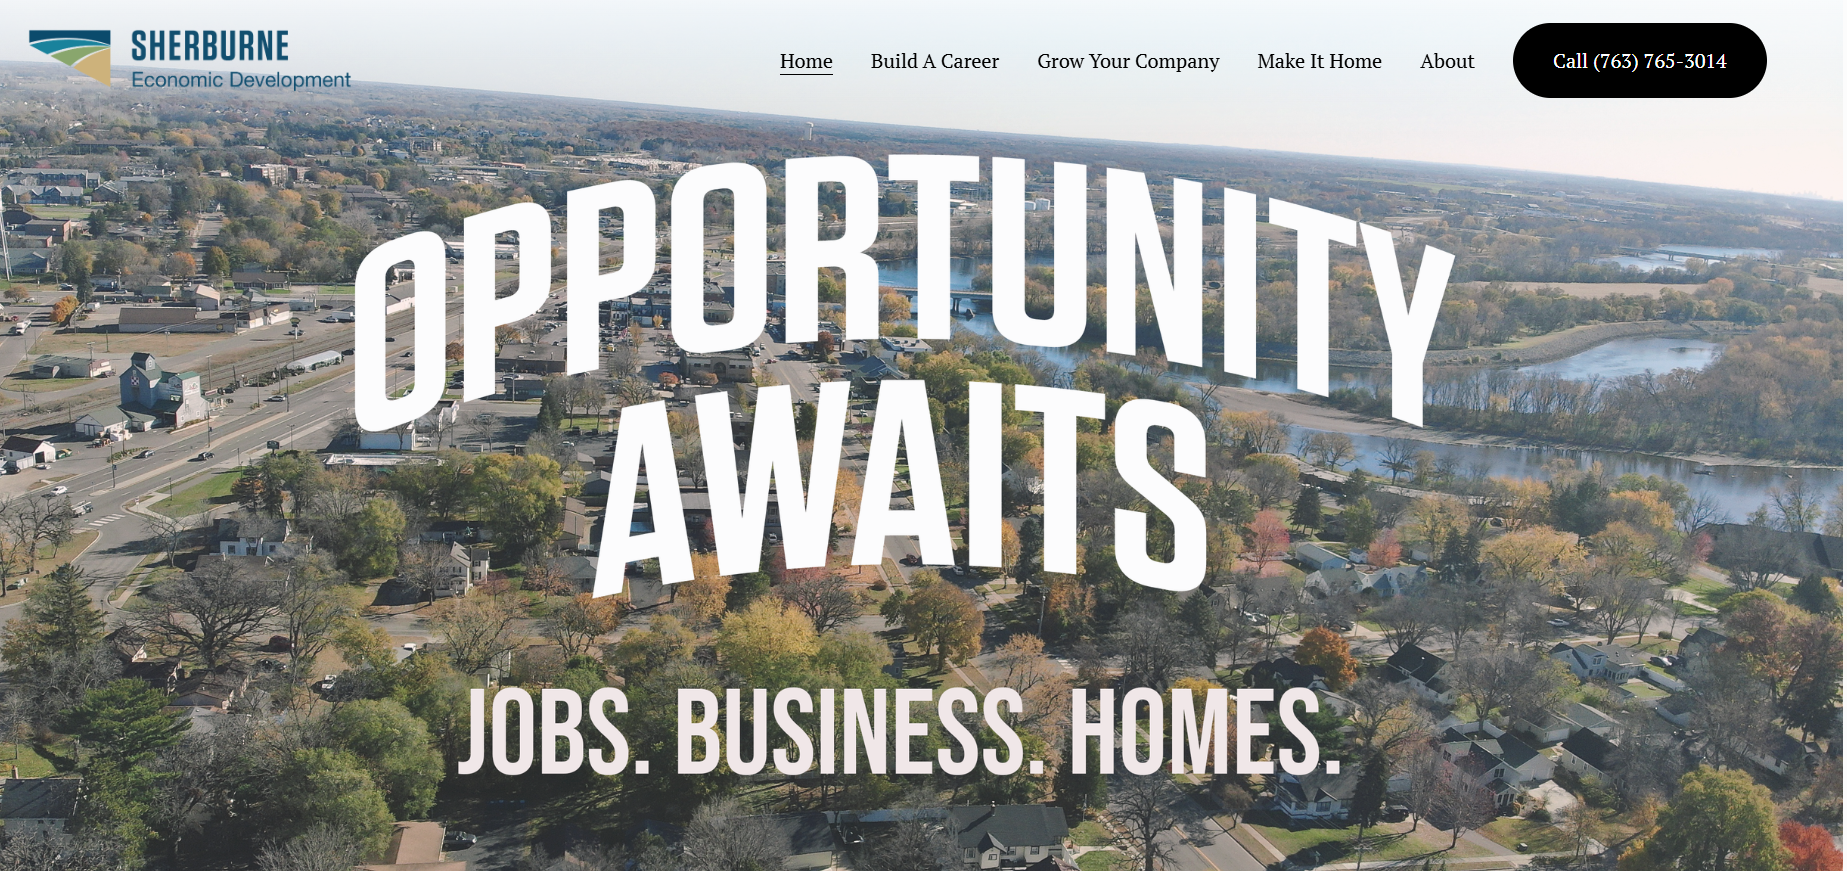 SHERBURNE
Economic Development
Home Build A Career Grow Your Company Make It Home About Call (763) 765-3014
OPPORTUNITY
AWAITS
JOBS. BUSINESS. HOMES.